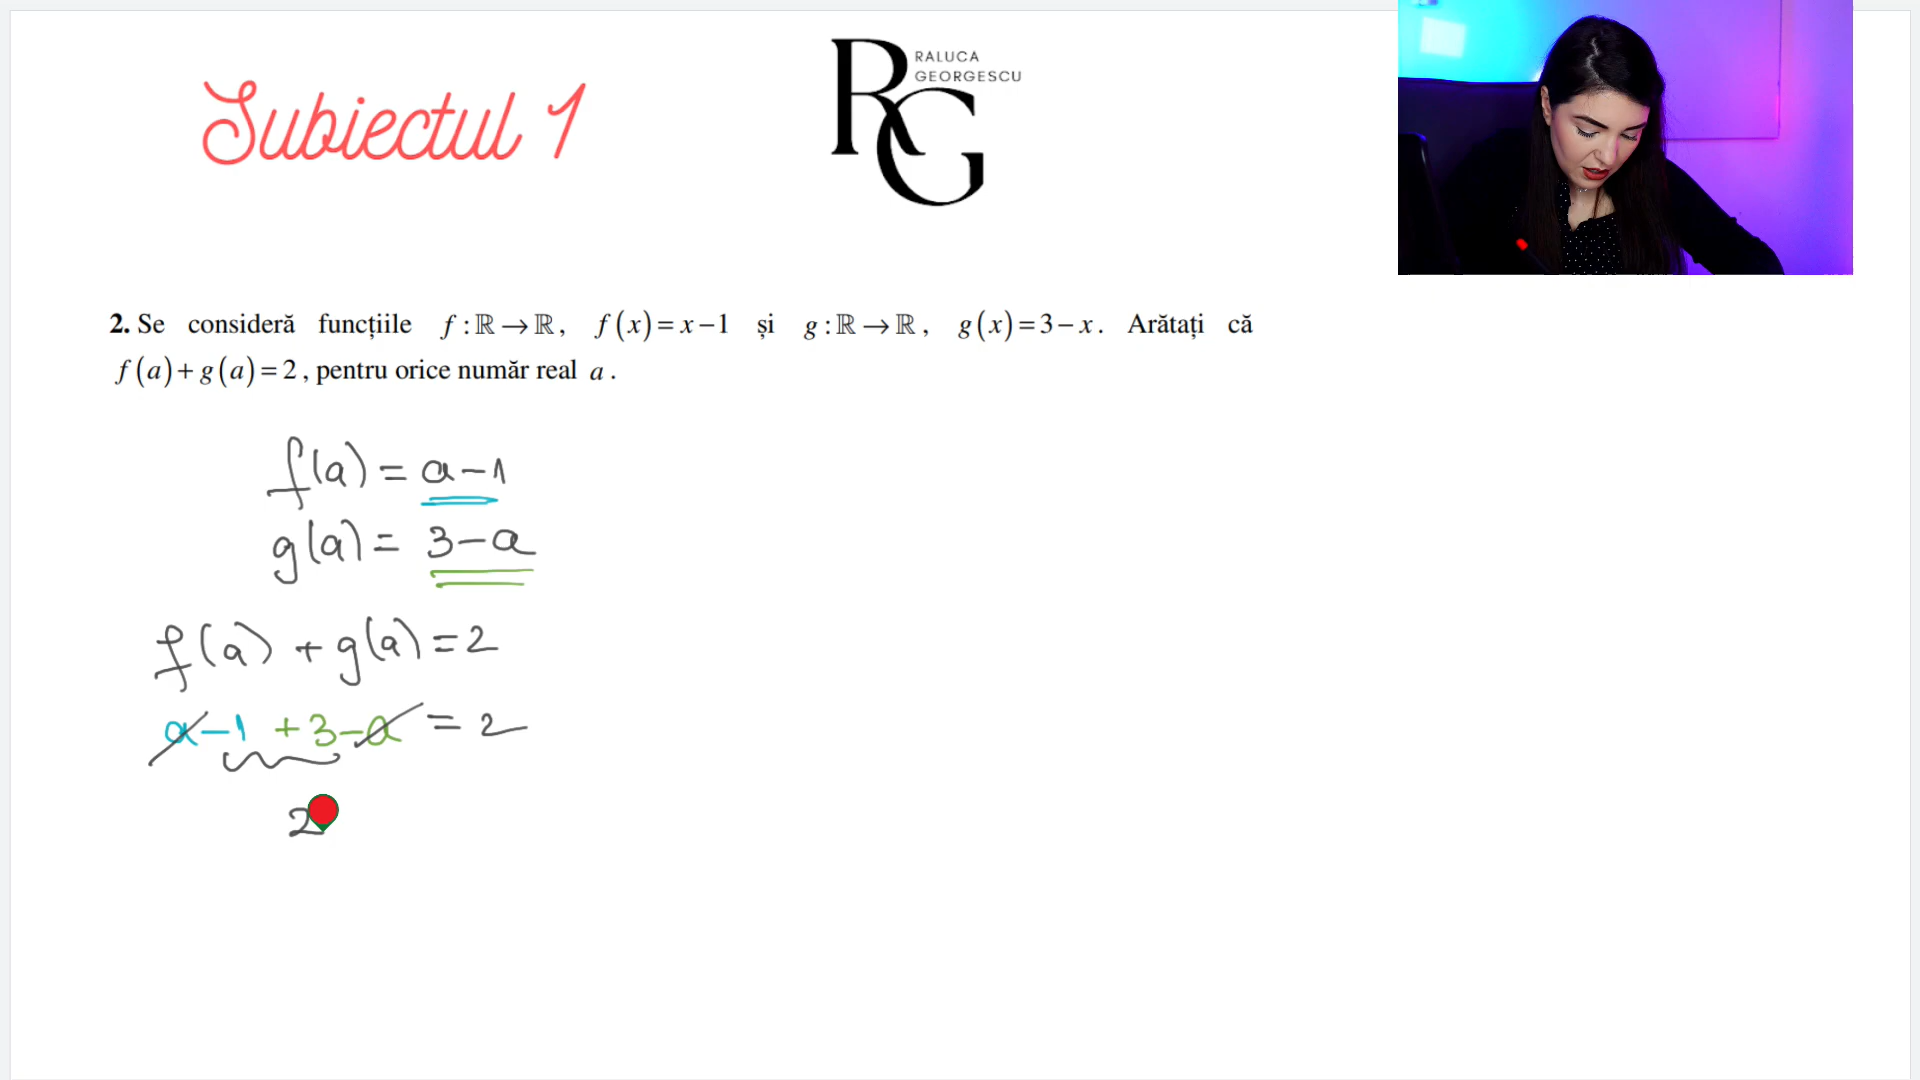 Subiectul 1
RALUCA
GEORGESCU
RG
2. Se consideră funcțiile f : ℝ → ℝ, f(x) = x − 1 și g : ℝ → ℝ, g(x) = 3 − x. Arătați că
f(a) + g(a) = 2, pentru orice număr real a.
f(a) = a − 1
g(a) = 3 − a
f(a) + g(a) = 2
a − 1 + 3 − a = 2
2